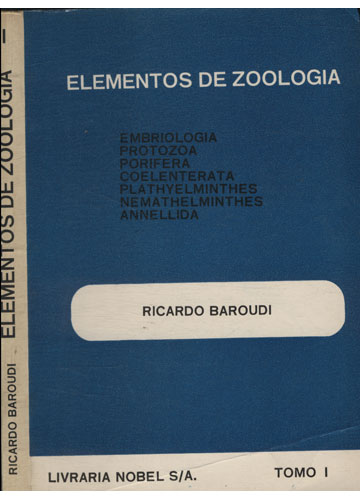 ELEMENTOS DE ZOOLOGIA
EMBRIOLOGIA
PROTOZOA
PORIFERA
COELENTERATA
PLATHYELMINTHES
NEMATHELMINTHES
ANNELLIDA
RICARDO BAROUDI
LIVRARIA NOBEL S/A. TOMO I
RICARDO BAROUDI ELEMENTOS DE ZOOLOGIA I